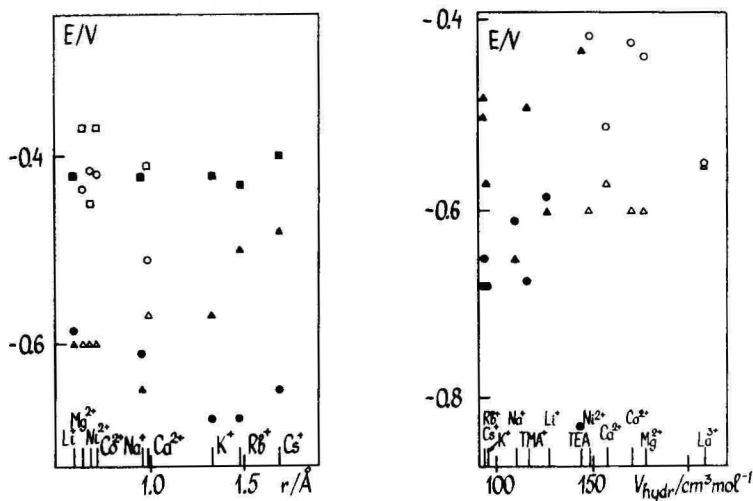 E/V
-0.4
-0.6
Mg²⁺
Li⁺ Ni²⁺ Co²⁺ Na⁺ Ca²⁺ K⁺ Rb⁺ Cs⁺
1.0 1.5
r/Å
-0.4
E/V
-0.6
-0.8
Rb⁺ Na⁺ Li⁺ Ni²⁺ Co²⁺ La³⁺
Cs⁺ K⁺ TMA⁺ TEA Ca²⁺ Mg²⁺
100 150
V hydr/cm³mol⁻¹